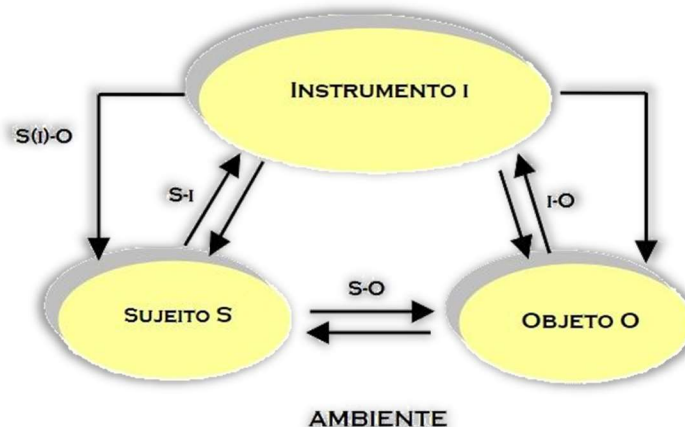 INSTRUMENTO I
S(I)-O
S-I
I-O
S-O
SUJEITO S
OBJETO O
AMBIENTE